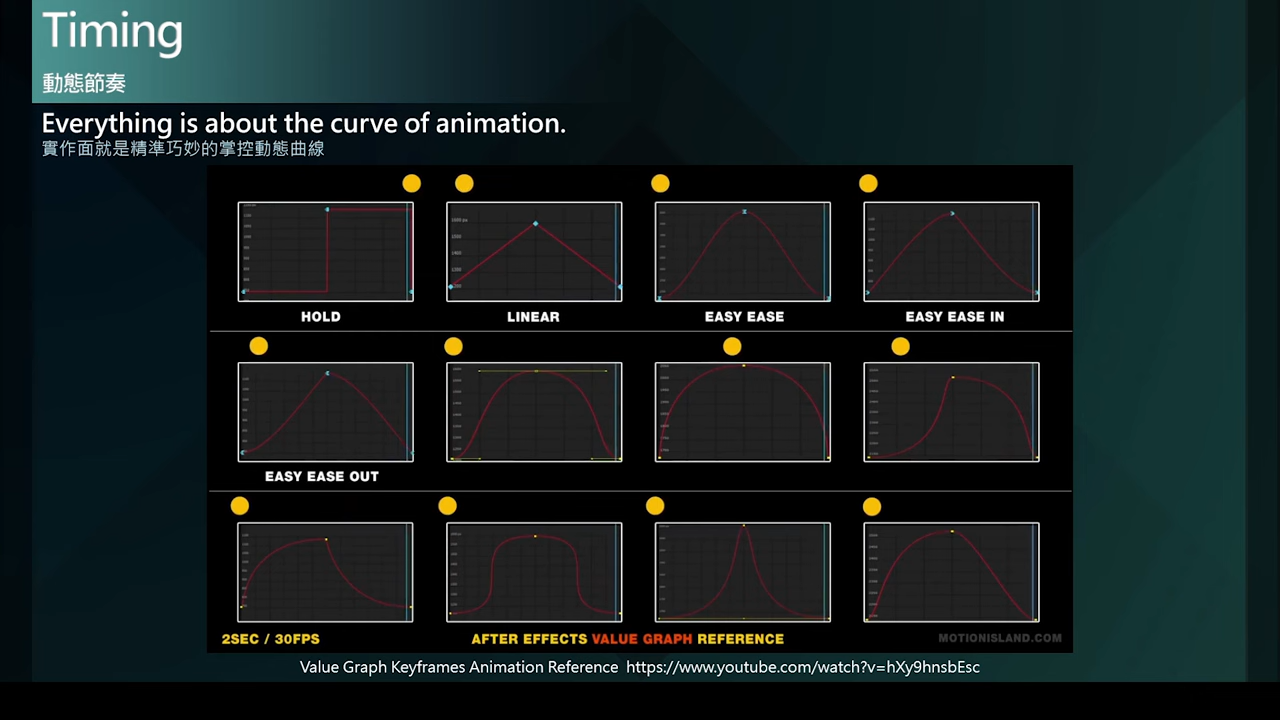 Timing
動態節奏
Everything is about the curve of animation.
實作面就是精準巧妙的掌控動態曲線
HOLD
LINEAR
EASY EASE
EASY EASE IN
EASY EASE OUT
2SEC / 30FPS
AFTER EFFECTS VALUE GRAPH REFERENCE
MOTIONISLAND.COM
Value Graph Keyframes Animation Reference https://www.youtube.com/watch?v=hXy9hnsbEsc